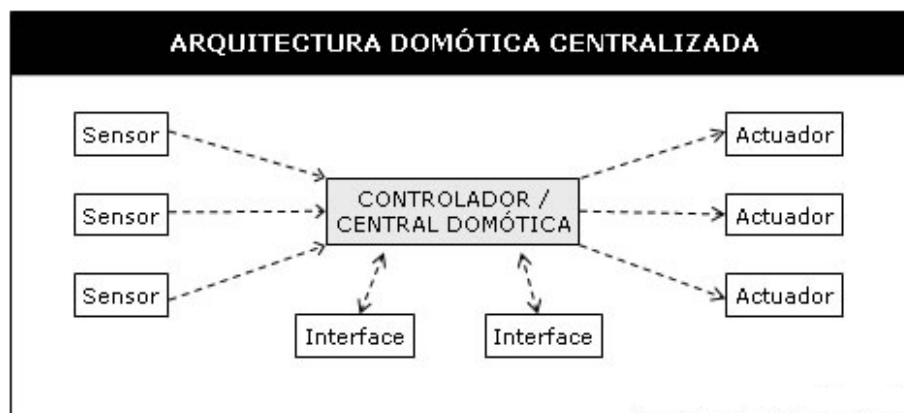 ARQUITECTURA DOMÓTICA CENTRALIZADA
Sensor
Actuador
CONTROLADOR /
CENTRAL DOMÓTICA
Sensor
Actuador
Sensor
Actuador
Interface
Interface